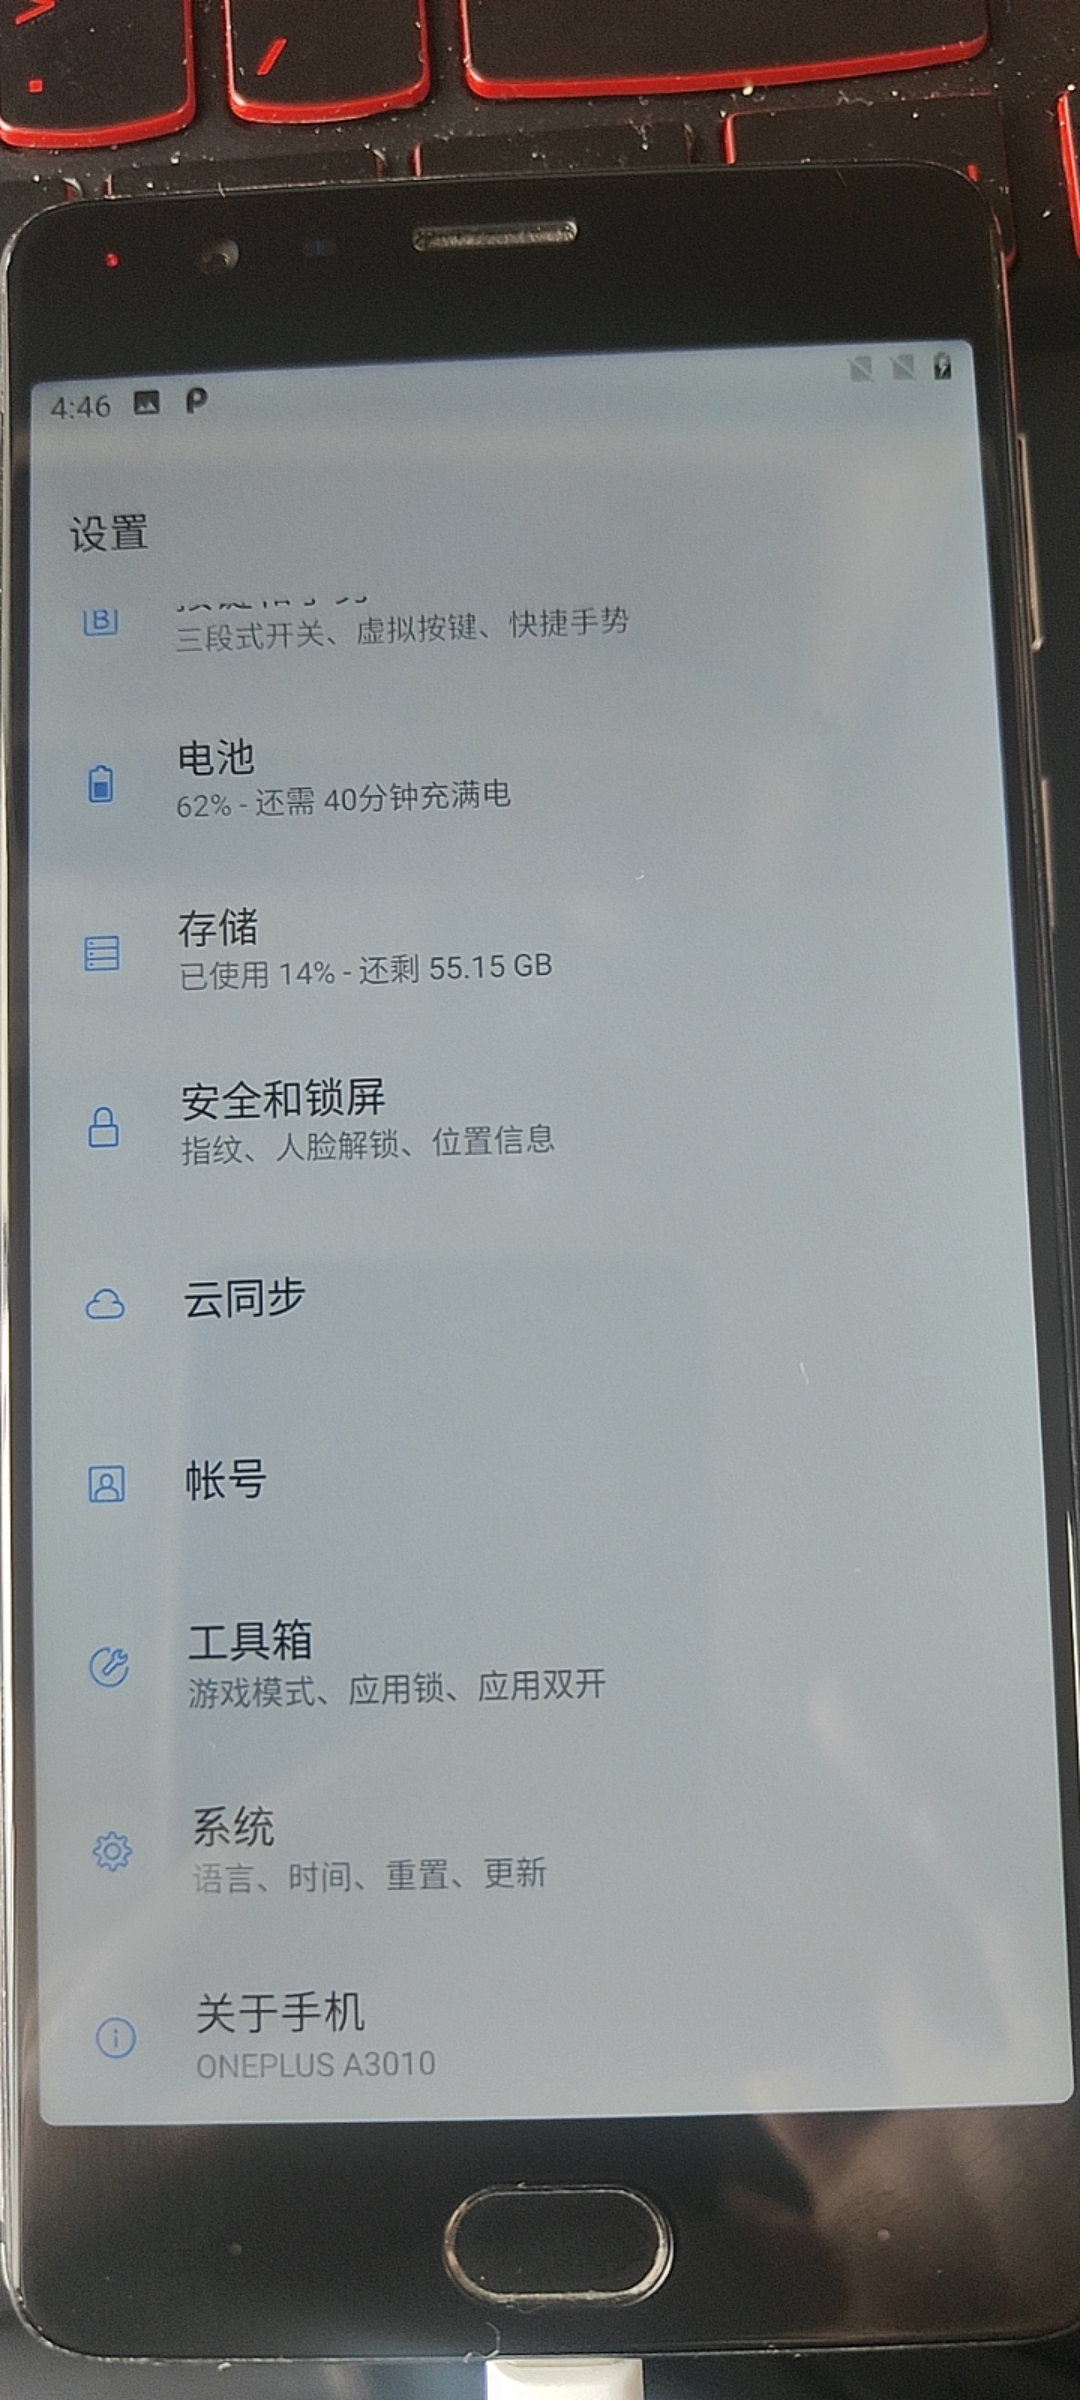 > .
/
4:46
设置
三段式开关、虚拟按键、快捷手势
电池
62% - 还需 40分钟充满电
存储
已使用 14% - 还剩 55.15 GB
安全和锁屏
指纹、人脸解锁、位置信息
云同步
帐号
工具箱
游戏模式、应用锁、应用双开
系统
语言、时间、重置、更新
关于手机
ONEPLUS A3010